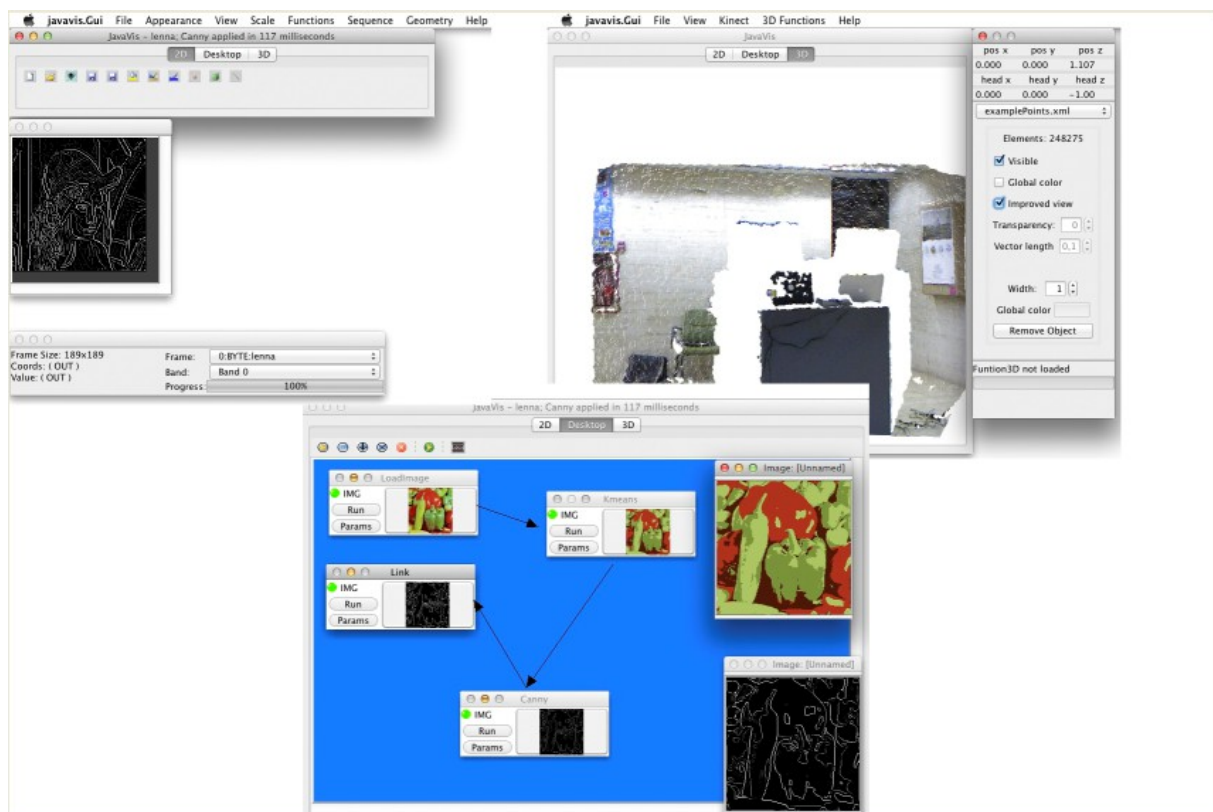 javavis.Gui File Appearance View Scale Functions Sequence Geometry Help
JavaVis - lenna; Canny applied in 117 milliseconds
2D Desktop 3D
Frame Size: 189x189
Coords: ( OUT )
Value: ( OUT )
Frame: 0:BYTE:lenna
Band: Band 0
Progress: 100%
javavis.Gui File View Kinect 3D Functions Help
JavaVis
2D Desktop 3D
pos x pos y pos z
0.000 0.000 1.107
head x head y head z
0.000 0.000 -1.00
examplePoints.xml
Elements: 248275
Visible
Global color
Improved view
Transparency: 0
Vector length 0,1
Width: 1
Global color
Remove Object
Funtion3D not loaded
JavaVis - lenna; Canny applied in 117 milliseconds
2D Desktop 3D
LoadImage
IMG
Run
Params
Kmeans
IMG
Run
Params
Link
IMG
Run
Params
Canny
IMG
Run
Params
Image: [Unnamed]
Image: [Unnamed]